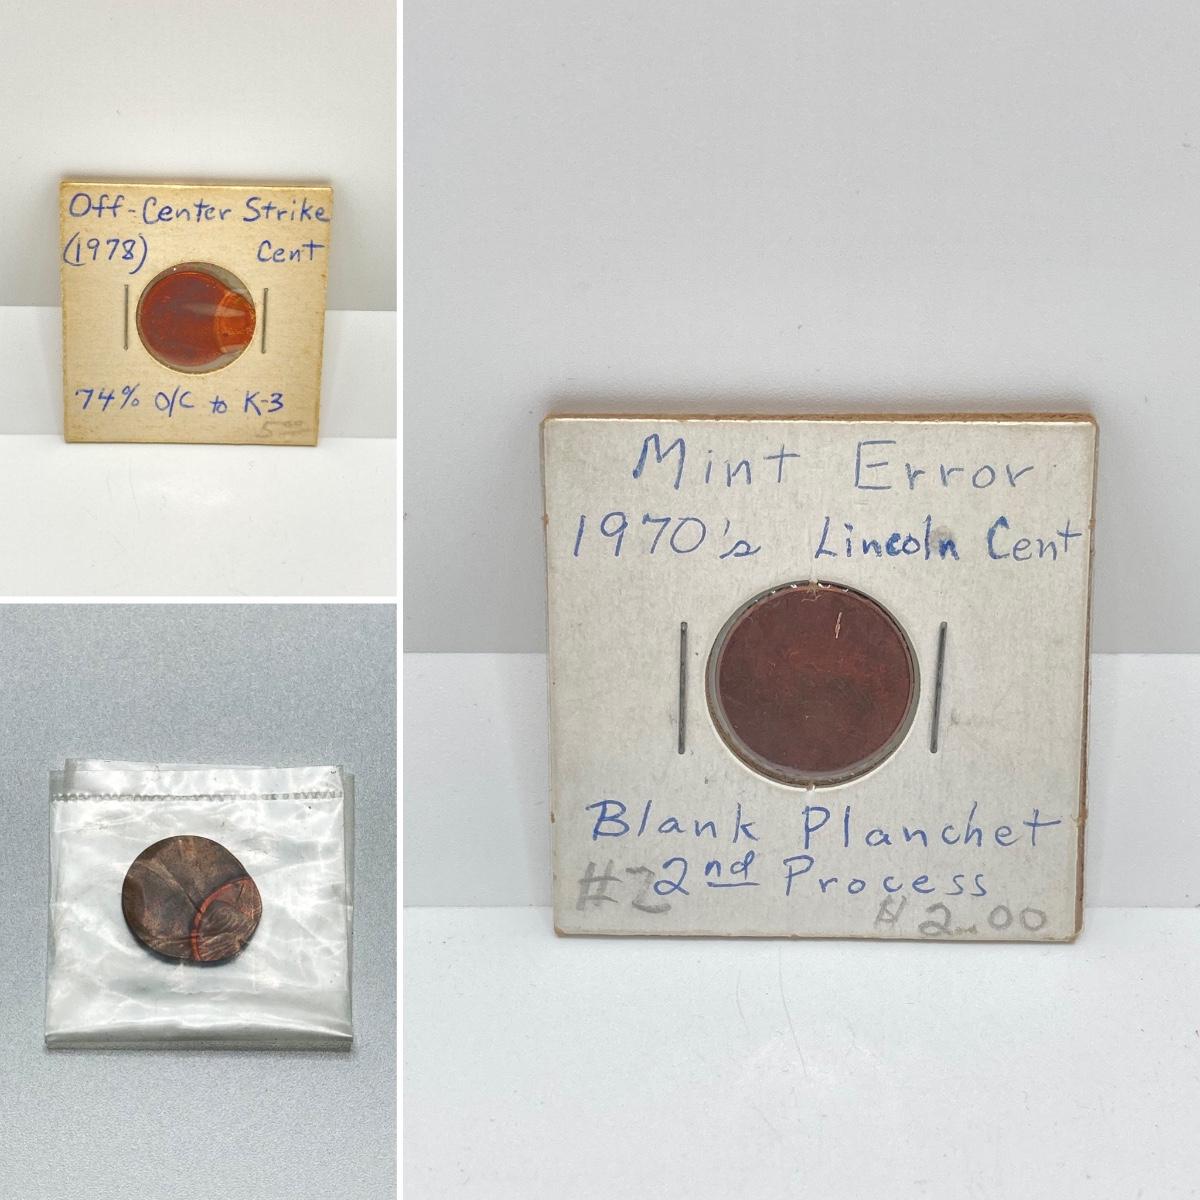 Off-Center Strike
(1978) Cent
74% O/C to K-3
5.00
Mint Error
1970's Lincoln Cent
Blank Planchet
#2 2nd Process
# 2.00